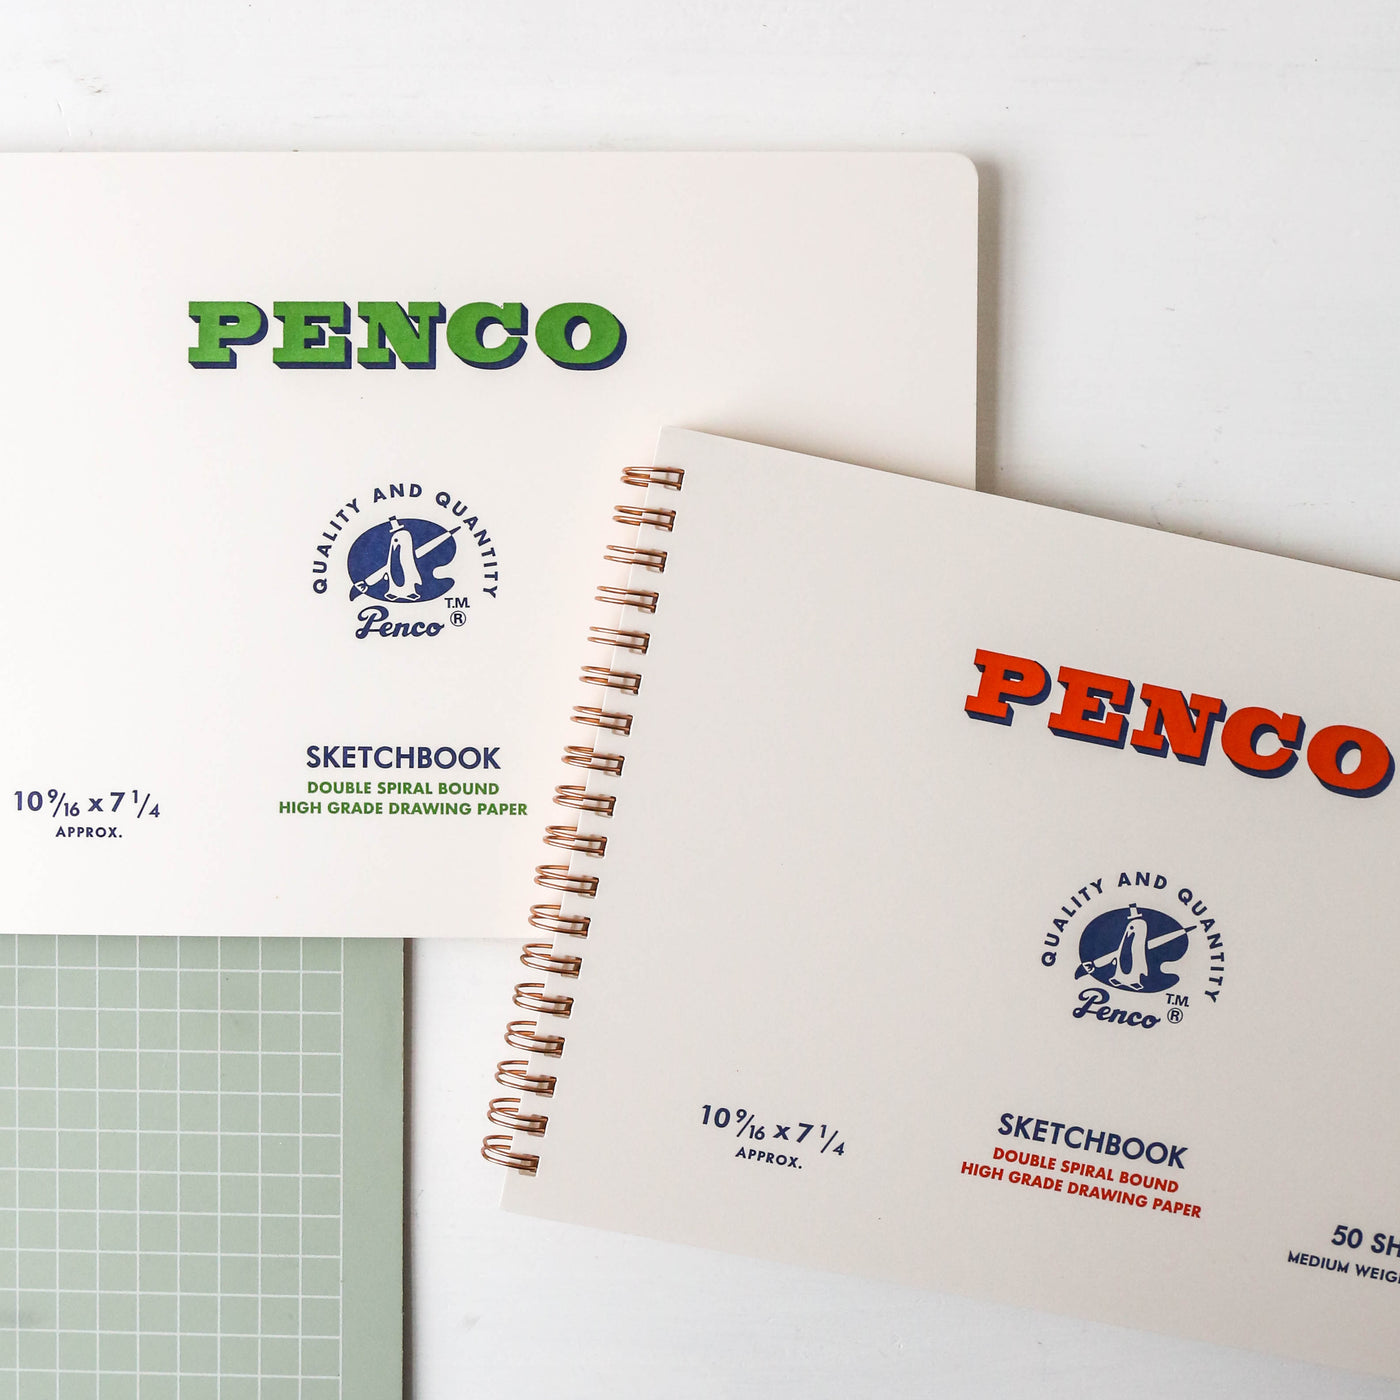 PENCO
QUALITY AND QUANTITY
T.M.
Penco ®
10 9/16 x 7 1/4
APPROX.
SKETCHBOOK
DOUBLE SPIRAL BOUND
HIGH GRADE DRAWING PAPER
PENCO
QUALITY AND QUANTITY
T.M.
Penco ®
10 9/16 x 7 1/4
APPROX.
SKETCHBOOK
DOUBLE SPIRAL BOUND
HIGH GRADE DRAWING PAPER
50
MEDIUM